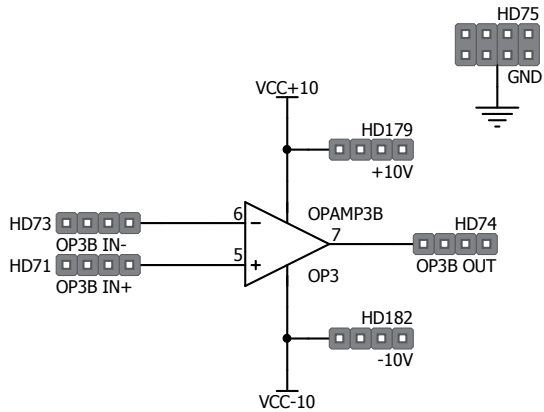 HD75
GND
VCC+10
HD179
+10V
OPAMP3B
HD73
6
−
7
HD74
OP3B IN-
HD71
5
+
OP3B OUT
OP3B IN+
OP3
HD182
-10V
VCC-10